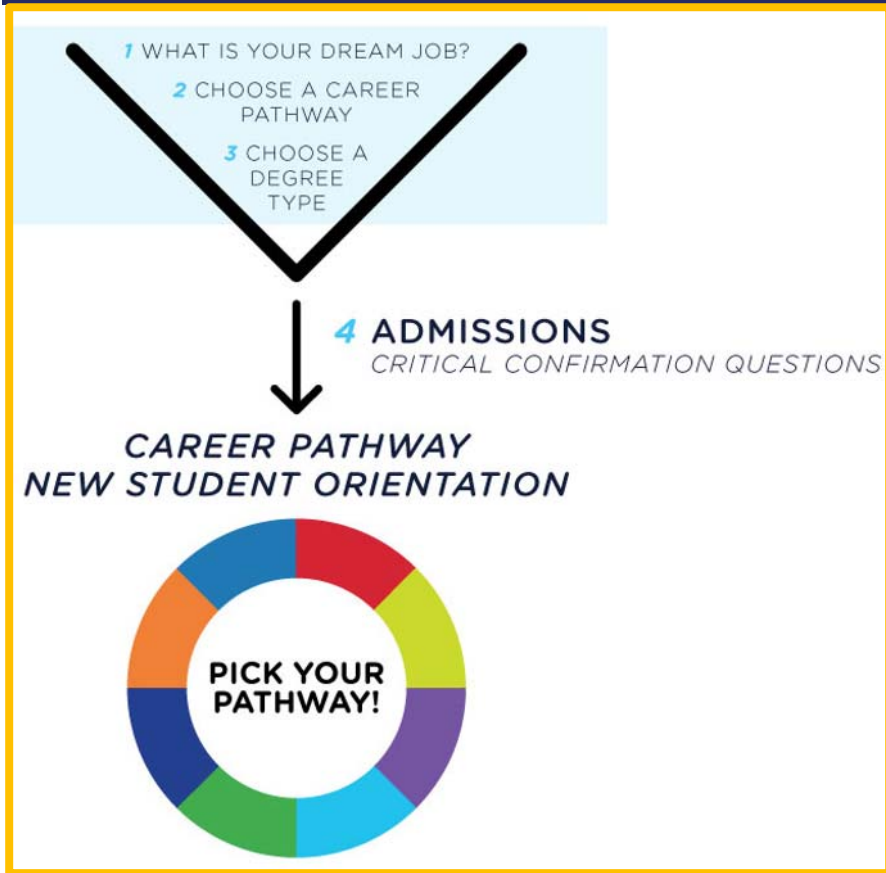 1 WHAT IS YOUR DREAM JOB?
2 CHOOSE A CAREER
PATHWAY
3 CHOOSE A
DEGREE
TYPE
4 ADMISSIONS
CRITICAL CONFIRMATION QUESTIONS
CAREER PATHWAY
NEW STUDENT ORIENTATION
PICK YOUR
PATHWAY!